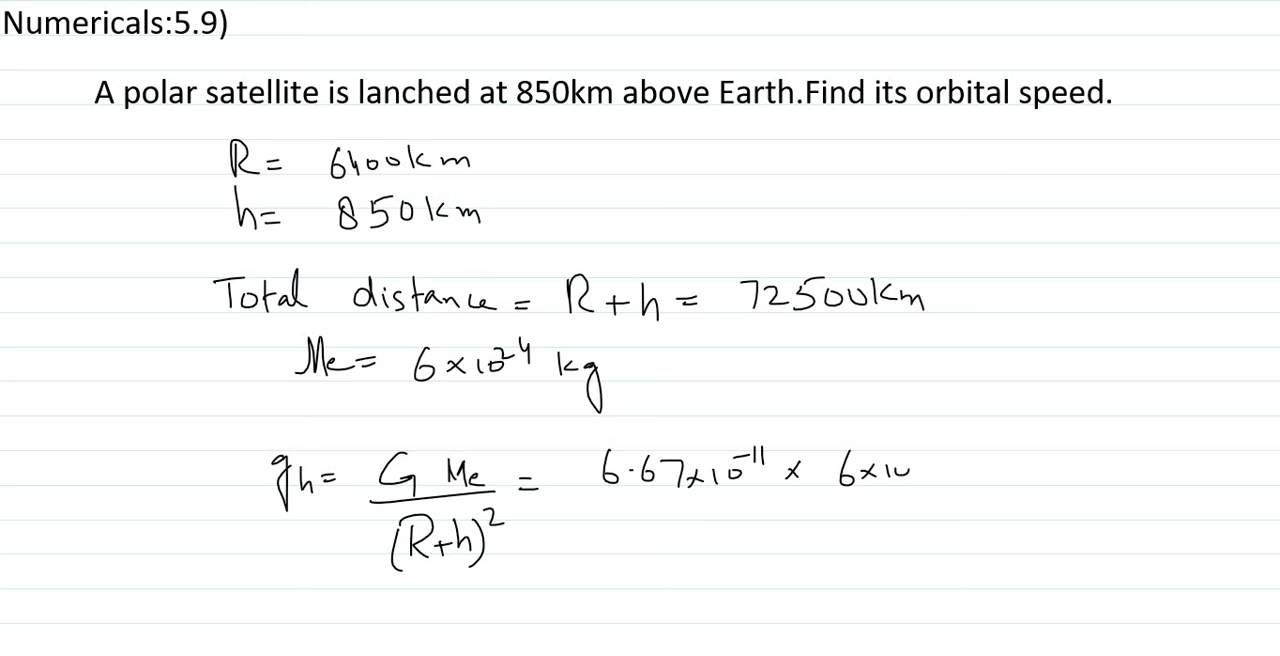 Numericals:5.9)
A polar satellite is lanched at 850km above Earth.Find its orbital speed.
R= 6400km
h= 850km
Total distance = R+h = 72500km
Me= 6×10²⁴ kg
gh= G Me / (R+h)² = 6.67×10⁻¹¹ × 6×10